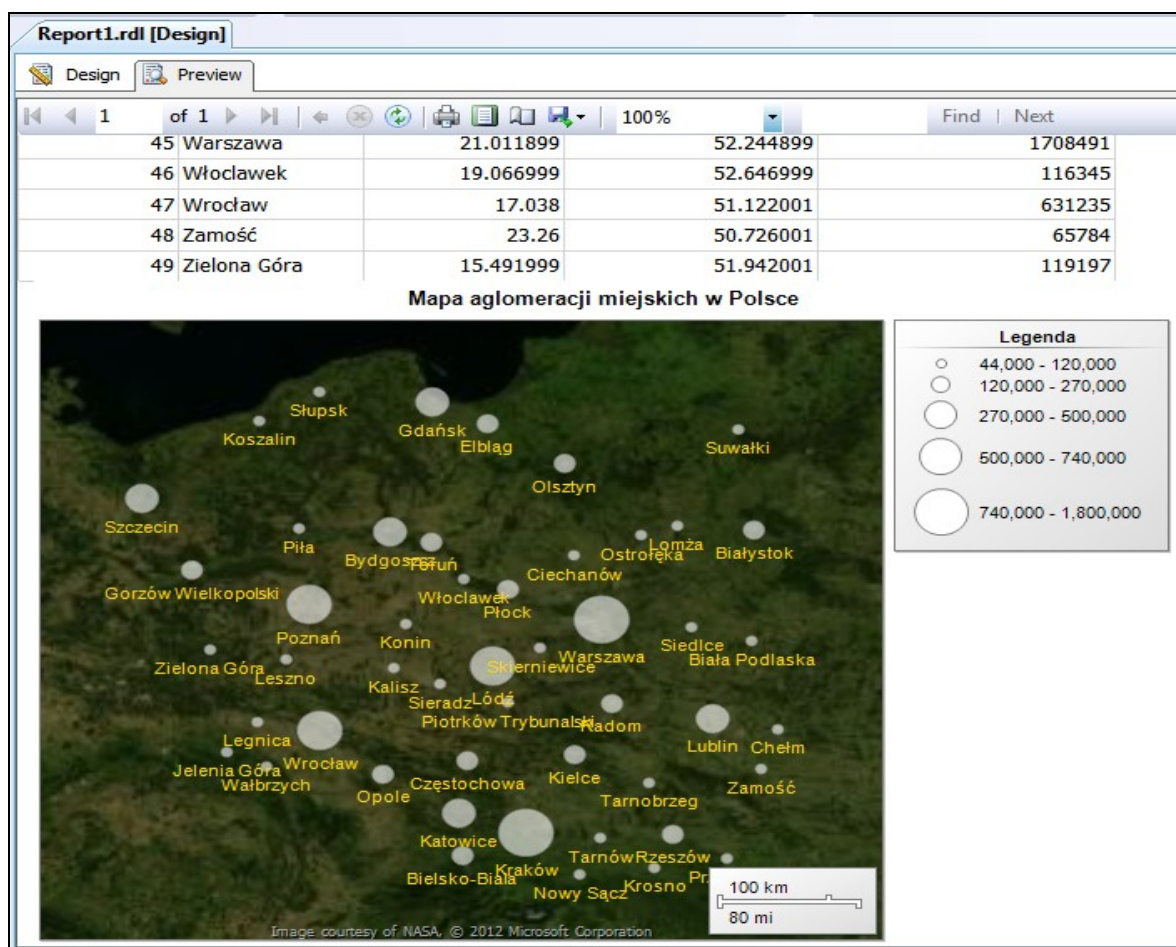 Report1.rdl [Design]
Design Preview
1 of 1 100% Find | Next
45 Warszawa 21.011899 52.244899 1708491
46 Włoclawek 19.066999 52.646999 116345
47 Wrocław 17.038 51.122001 631235
48 Zamość 23.26 50.726001 65784
49 Zielona Góra 15.491999 51.942001 119197
Mapa aglomeracji miejskich w Polsce
Legenda
44,000 - 120,000
120,000 - 270,000
270,000 - 500,000
500,000 - 740,000
740,000 - 1,800,000
Słupsk
Koszalin
Gdańsk
Elbląg
Suwałki
Olsztyn
Szczecin
Piła
Bydgoszcz
Toruń
Ostrołęka
Lomża
Białystok
Ciechanów
Gorzów Wielkopolski
Włoclawek
Płock
Poznań
Konin
Warszawa
Siedlce
Biała Podlaska
Zielona Góra
Leszno
Skierniewice
Kalisz
Sieradz
Lódź
Piotrków Trybunalski
Radom
Lublin
Chełm
Legnica
Wrocław
Jelenia Góra
Wałbrzych
Opole
Częstochowa
Kielce
Tarnobrzeg
Zamość
Katowice
Kraków
Tarnów
Rzeszów
Bielsko-Biala
Nowy Sącz
Krosno
100 km
80 mi
Image courtesy of NASA, © 2012 Microsoft Corporation